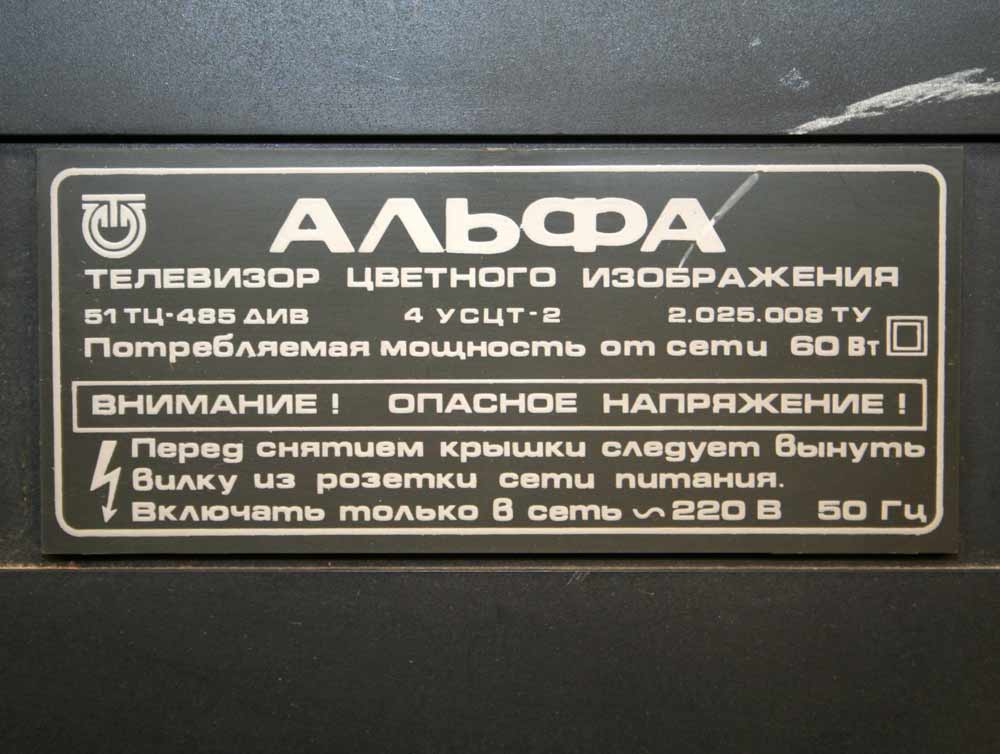 АЛЬФА
ТЕЛЕВИЗОР ЦВЕТНОГО ИЗОБРАЖЕНИЯ
51ТЦ-485 ДИВ 4 УСЦТ-2 2.025.008 ТУ
Потребляемая мощность от сети 60 Вт
ВНИМАНИЕ! ОПАСНОЕ НАПРЯЖЕНИЕ!
Перед снятием крышки следует вынуть
вилку из розетки сети питания.
Включать только в сеть ~ 220 В 50 Гц